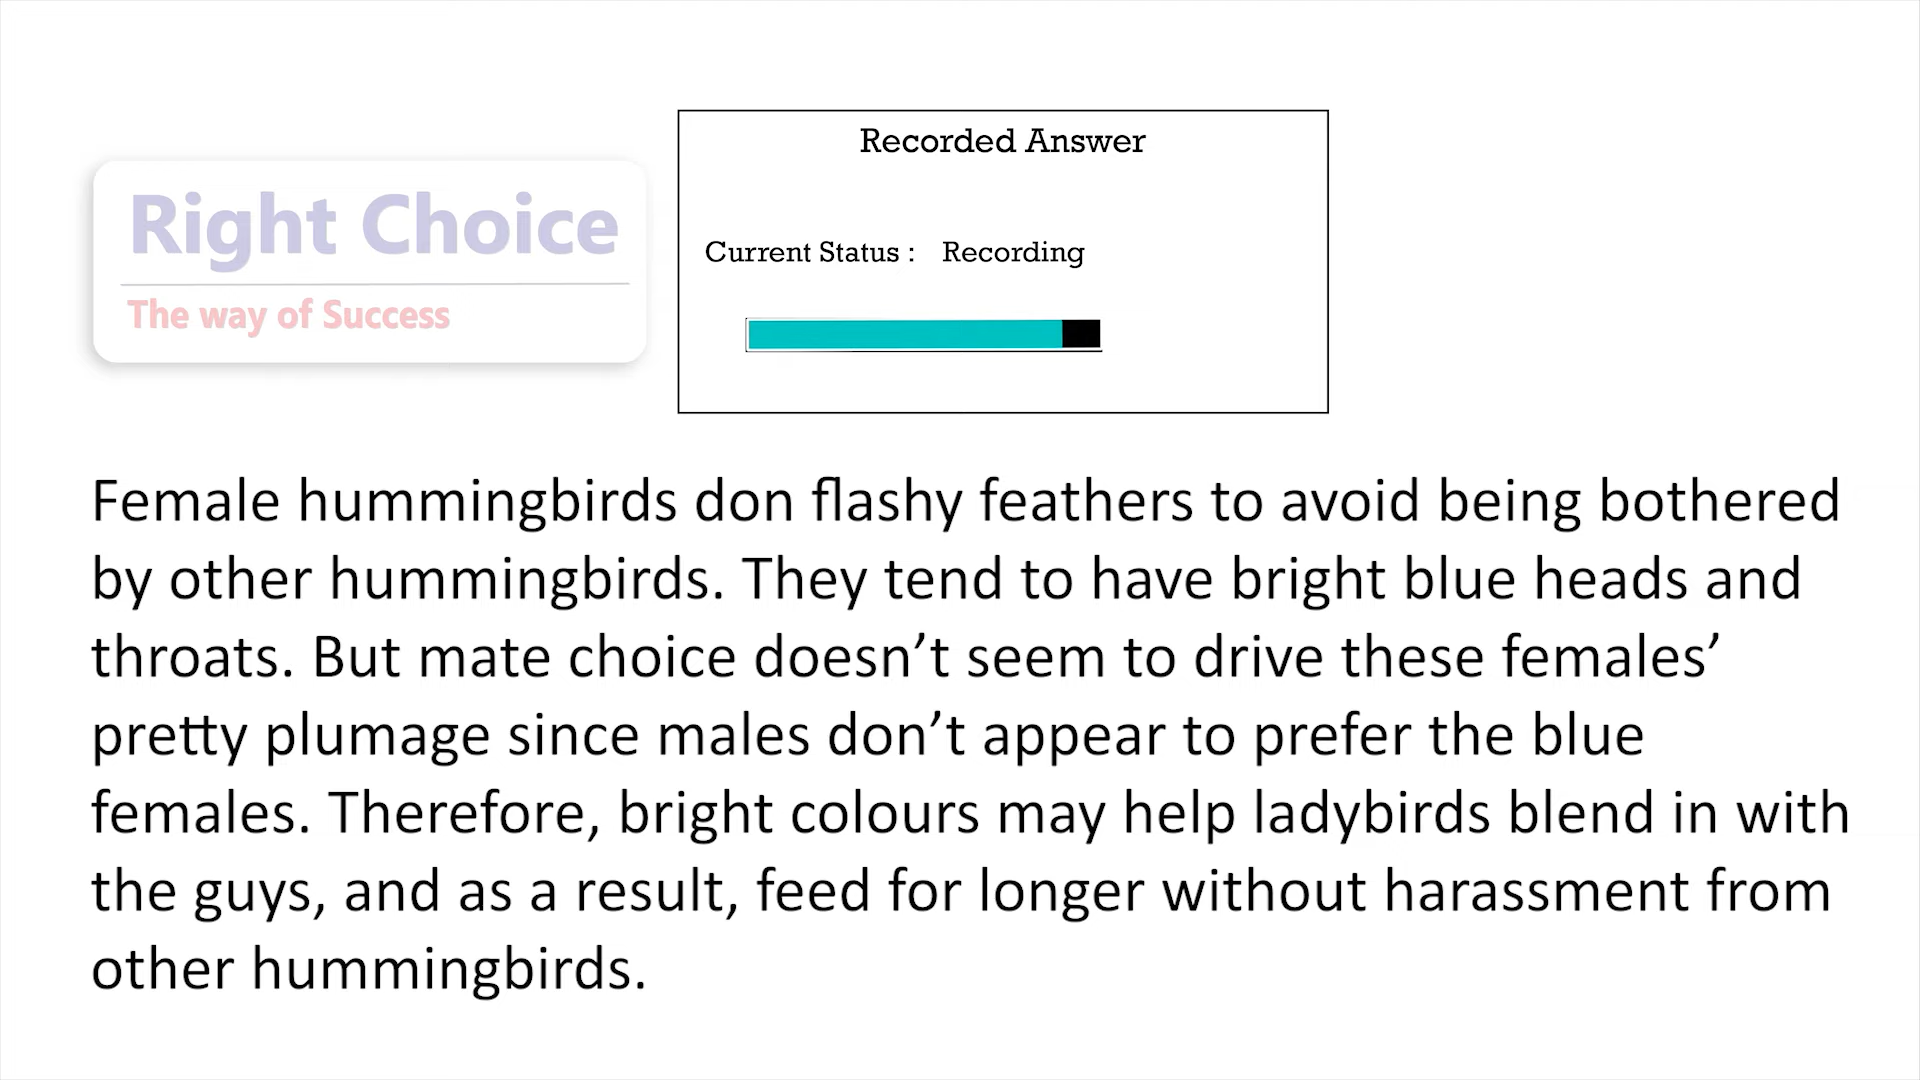 Recorded Answer
Right Choice
The way of Success
Current Status : Recording
Female hummingbirds don flashy feathers to avoid being bothered
by other hummingbirds. They tend to have bright blue heads and
throats. But mate choice doesn’t seem to drive these females’
pretty plumage since males don’t appear to prefer the blue
females. Therefore, bright colours may help ladybirds blend in with
the guys, and as a result, feed for longer without harassment from
other hummingbirds.